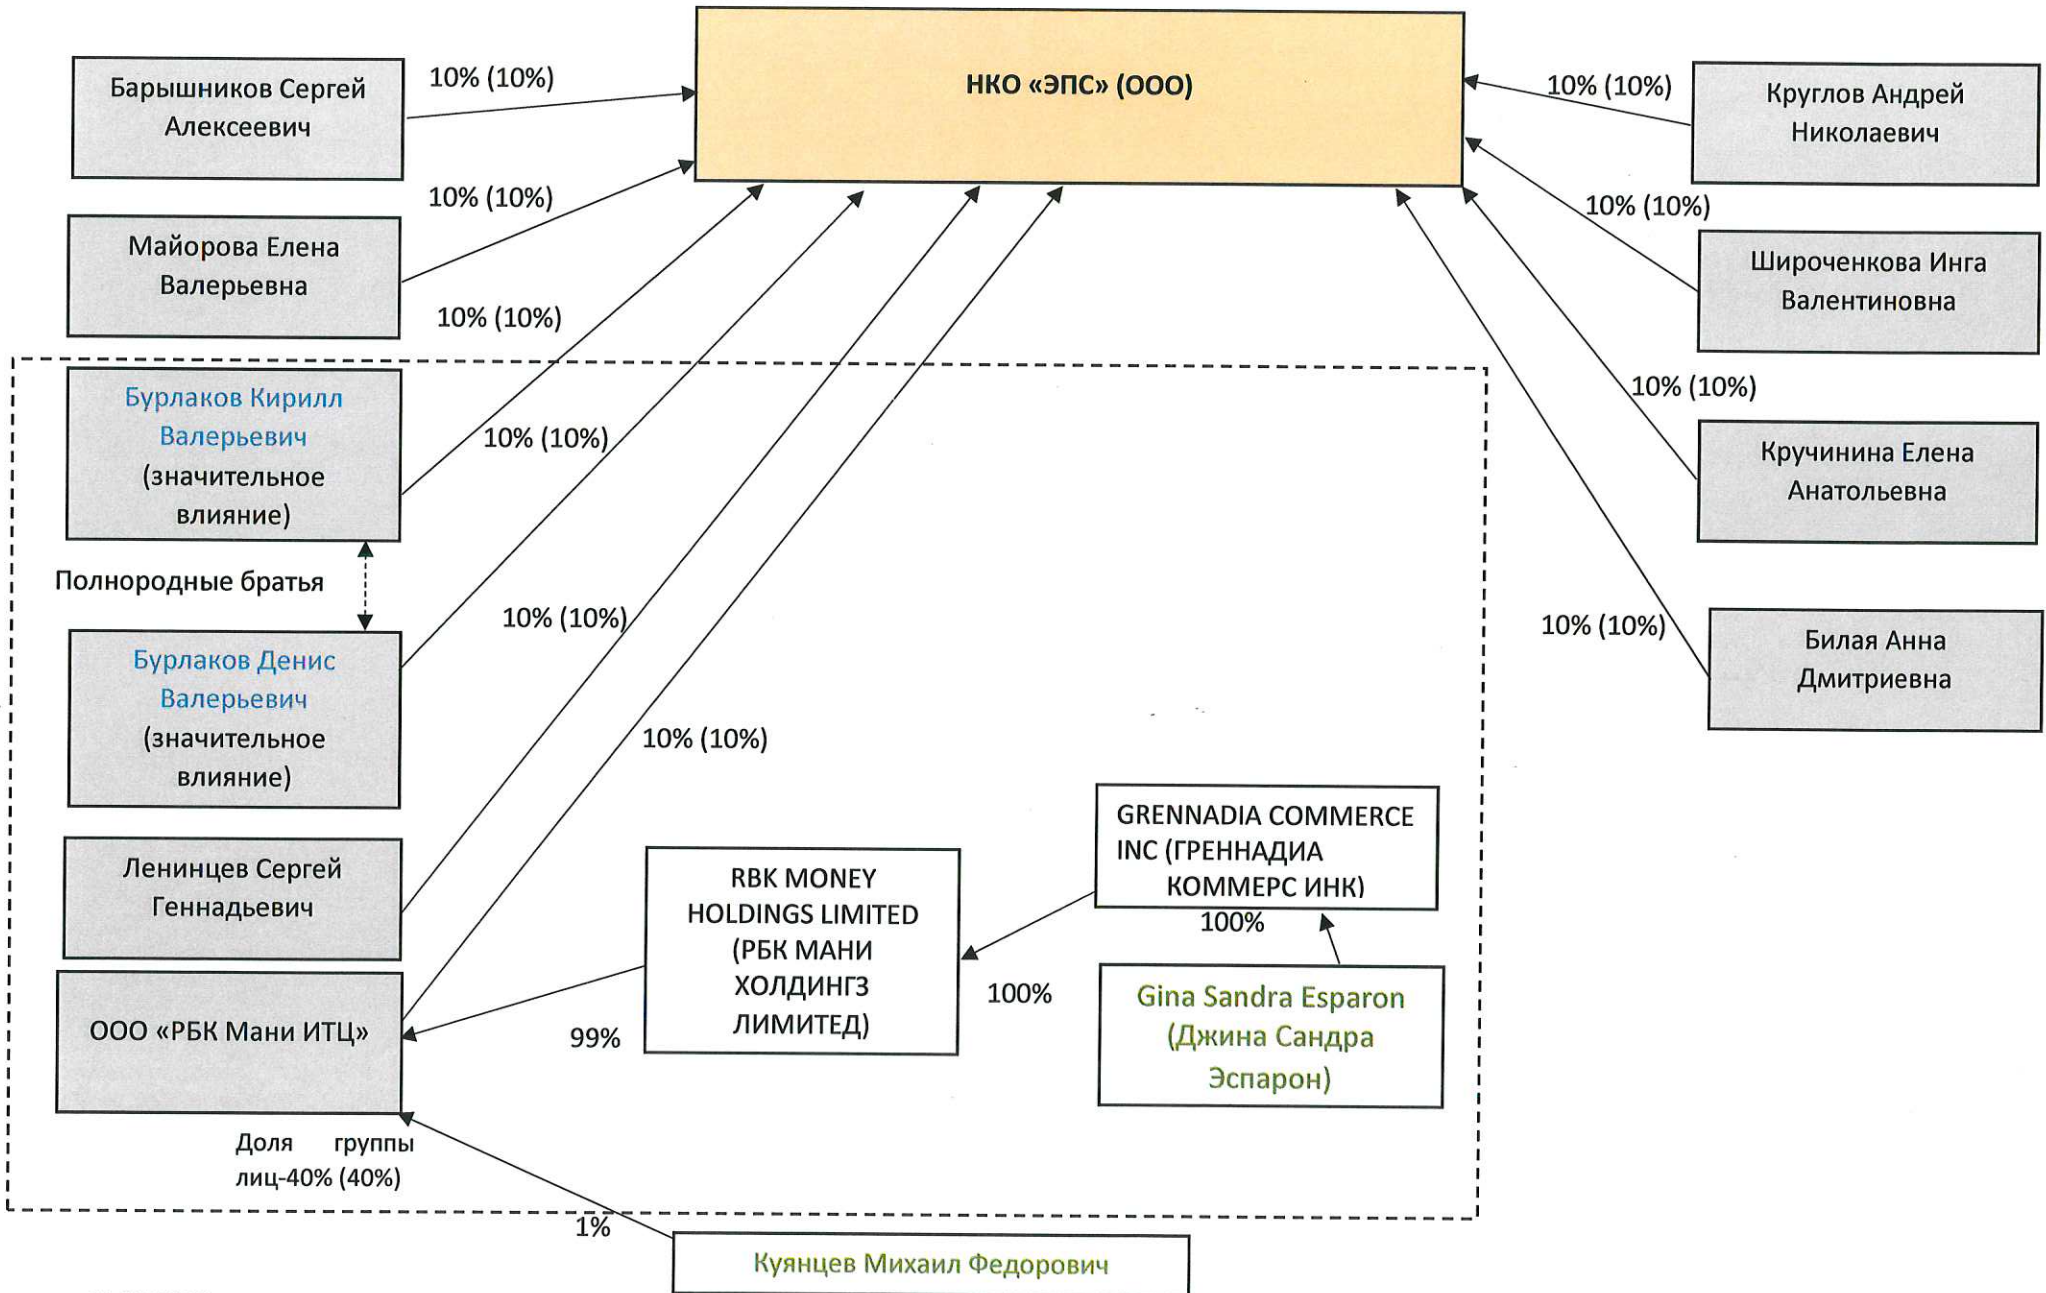 НКО «ЭПС» (ООО)
Барышников Сергей
Алексеевич
10% (10%)
Майорова Елена
Валерьевна
10% (10%)
10% (10%)
Бурлаков Кирилл
Валерьевич
(значительное
влияние)
10% (10%)
Полнородные братья
Бурлаков Денис
Валерьевич
(значительное
влияние)
10% (10%)
Ленинцев Сергей
Геннадьевич
10% (10%)
ООО «РБК Мани ИТЦ»
Доля группы
лиц-40% (40%)
99%
RBK MONEY
HOLDINGS LIMITED
(РБК МАНИ
ХОЛДИНГЗ
ЛИМИТЕД)
100%
GRENNADIA COMMERCE
INC (ГРЕННАДИА
КОММЕРС ИНК)
100%
Gina Sandra Esparon
(Джина Сандра
Эспарон)
1%
Куянцев Михаил Федорович
10% (10%)
Круглов Андрей
Николаевич
10% (10%)
Широченкова Инга
Валентиновна
10% (10%)
Кручинина Елена
Анатольевна
10% (10%)
Билая Анна
Дмитриевна